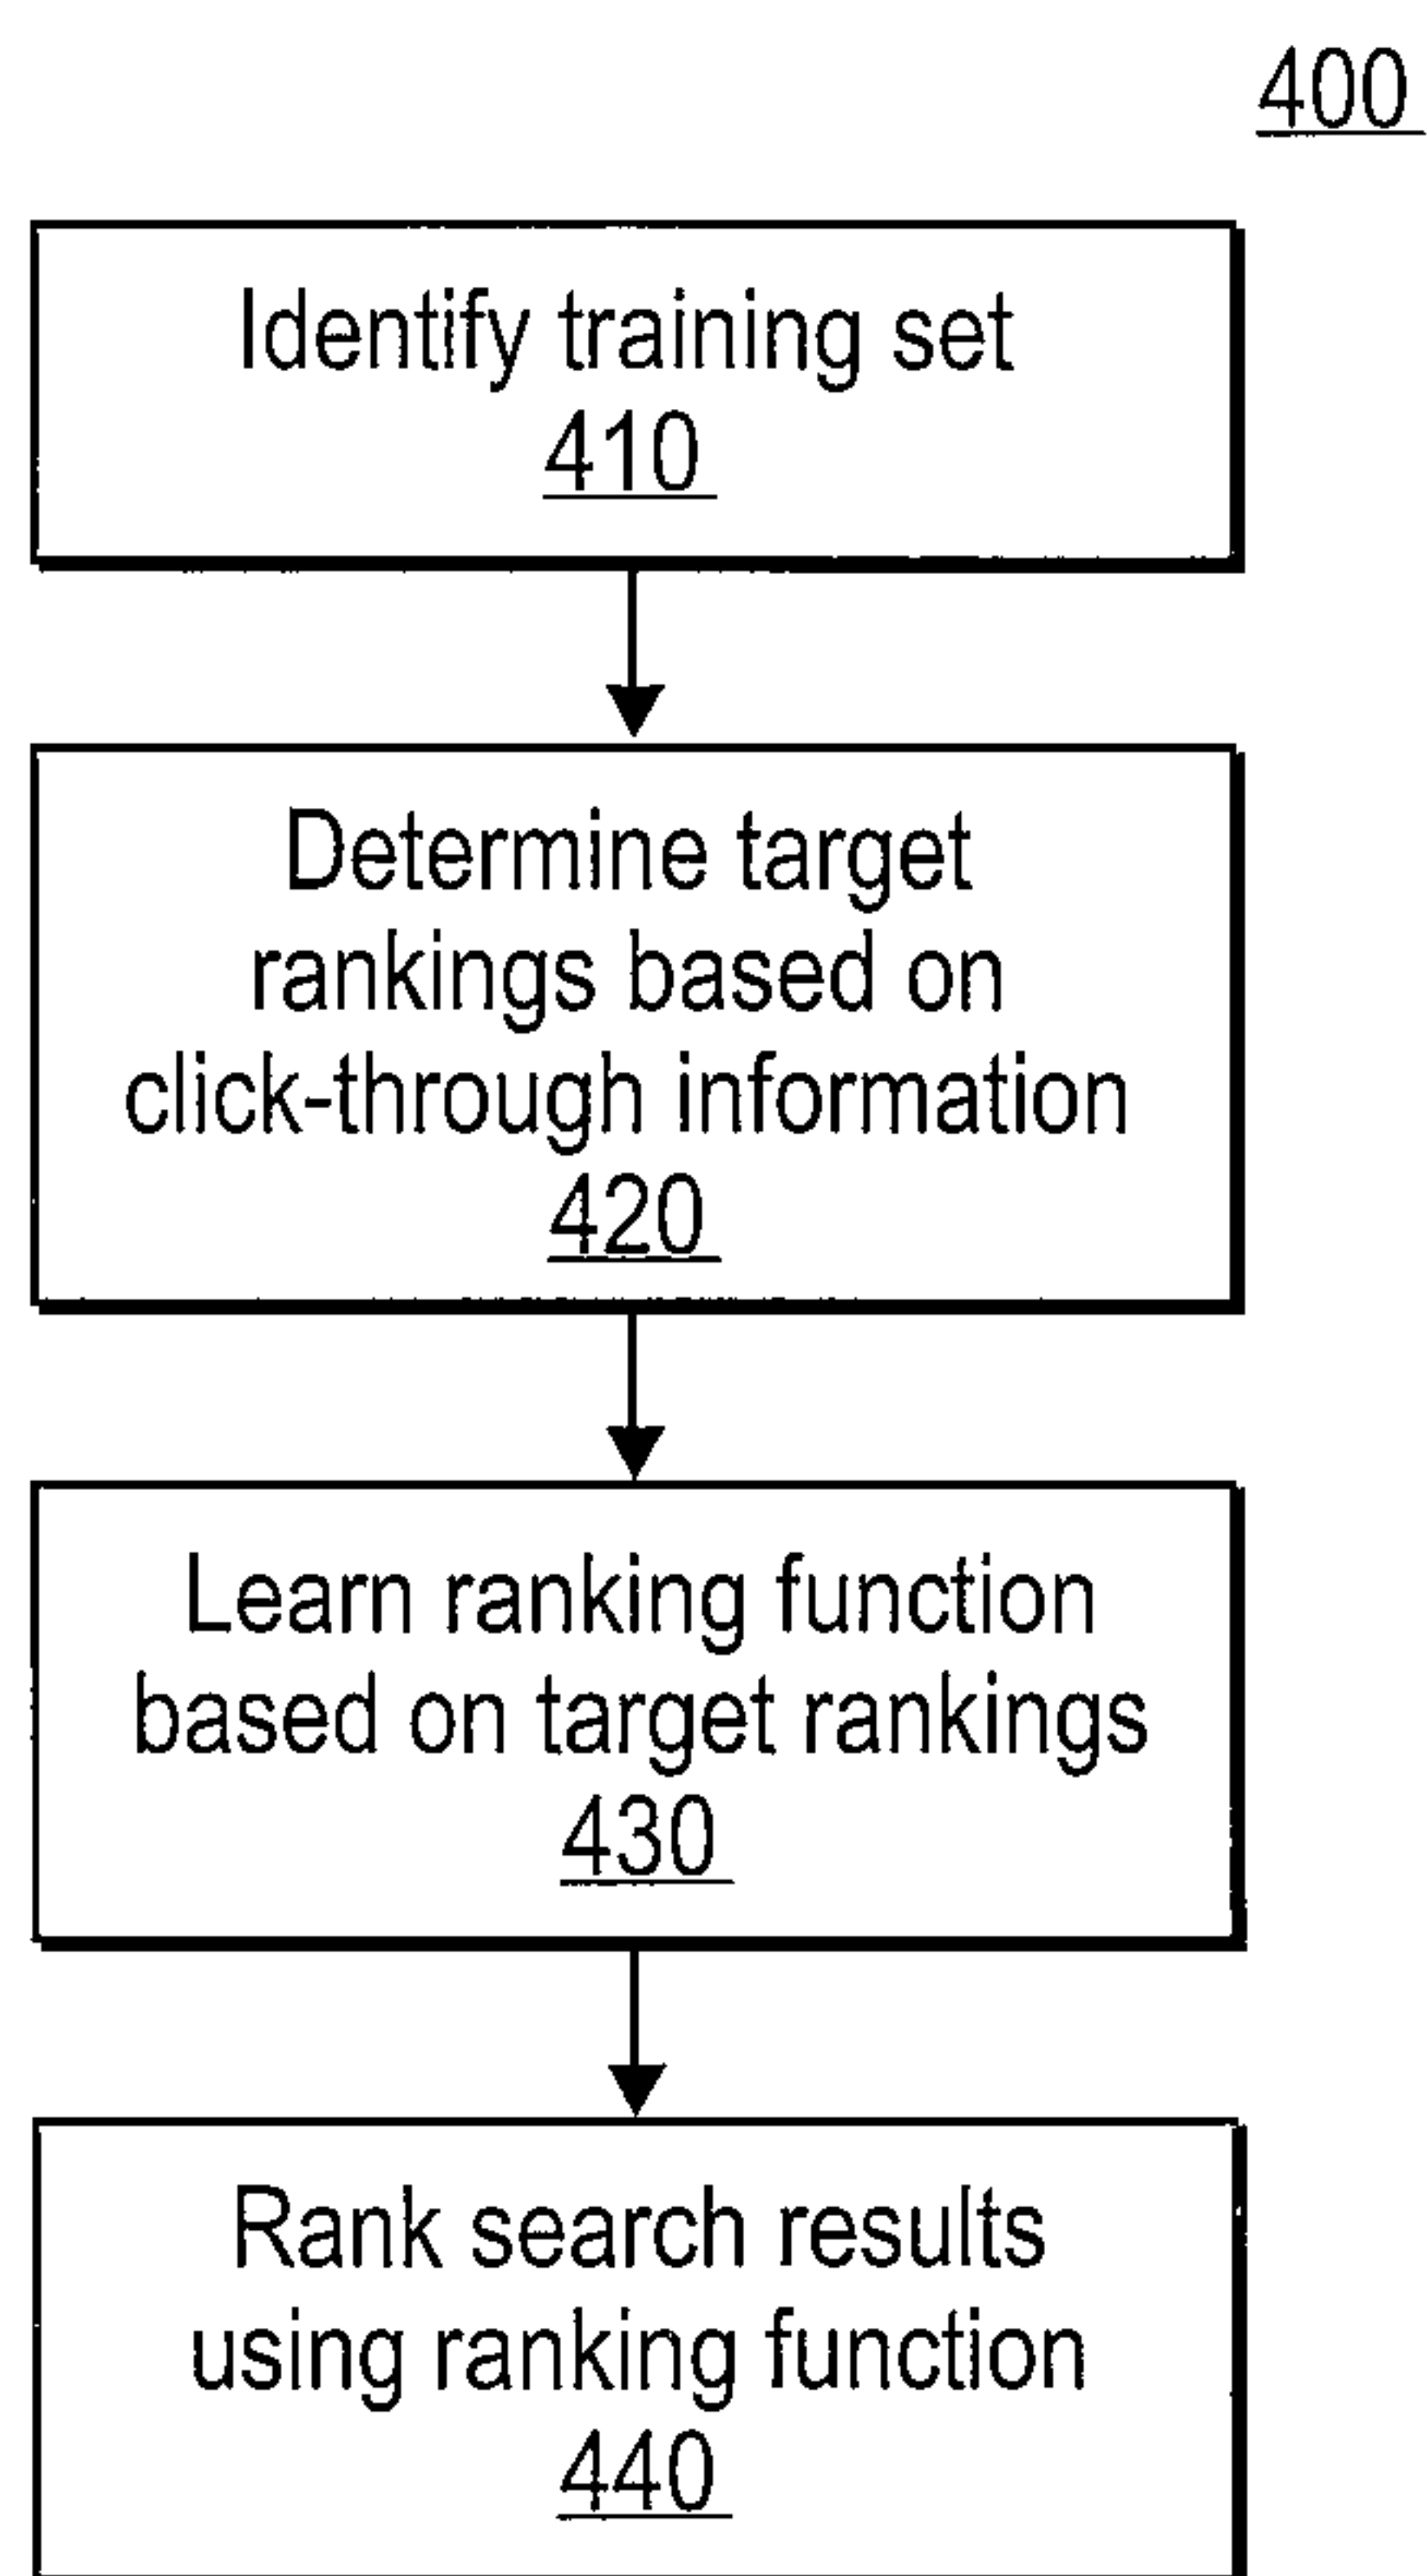 400
Identify training set
410
Determine target
rankings based on
click-through information
420
Learn ranking function
based on target rankings
430
Rank search results
using ranking function
440